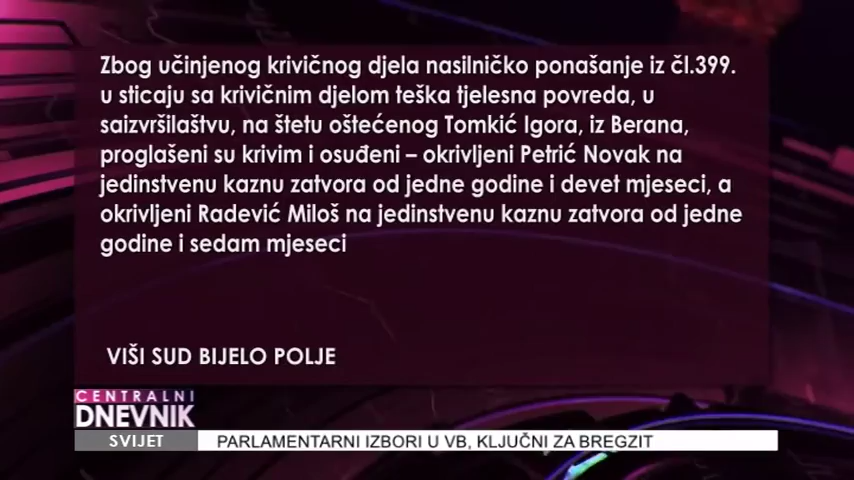 Zbog učinjenog krivičnog djela nasilničko ponašanje iz čl.399.
u sticaju sa krivičnim djelom teška tjelesna povreda, u
saizvršilaštvu, na štetu oštećenog Tomkić Igora, iz Berana,
proglašeni su krivim i osuđeni – okrivljeni Petrić Novak na
jedinstvenu kaznu zatvora od jedne godine i devet mjeseci, a
okrivljeni Radević Miloš na jedinstvenu kaznu zatvora od jedne
godine i sedam mjeseci
VIŠI SUD BIJELO POLJE
CENTRALNI
DNEVNIK
SVIJET PARLAMENTARNI IZBORI U VB, KLJUČNI ZA BREGZIT